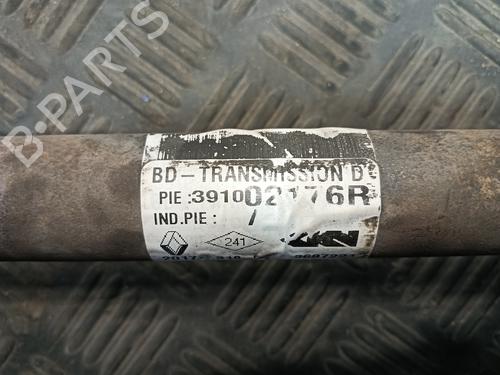 B-PARTS
BD-TRANSMISSION D
PIE :391002176R
IND.PIE : /
241